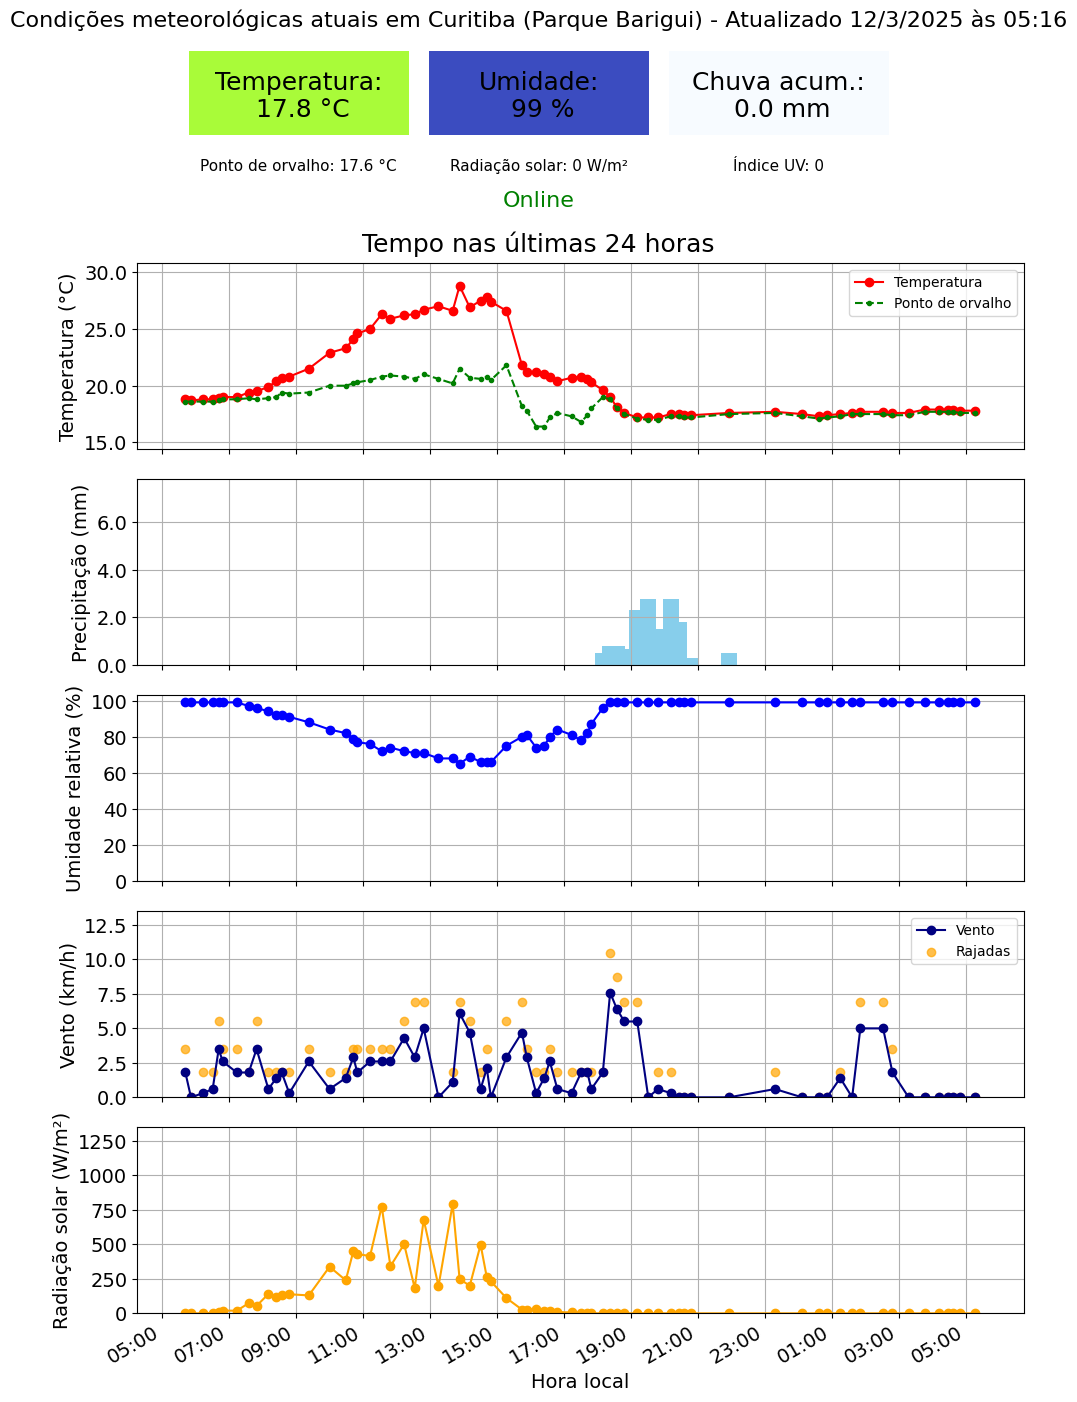 Condições meteorológicas atuais em Curitiba (Parque Barigui) - Atualizado 12/3/2025 às 05:16
Temperatura:
17.8 °C
Umidade:
99 %
Chuva acum.:
0.0 mm
Ponto de orvalho: 17.6 °C
Radiação solar: 0 W/m²
Índice UV: 0
Online
Tempo nas últimas 24 horas
Temperatura (°C)
30.0
25.0
20.0
15.0
Temperatura
Ponto de orvalho
Precipitação (mm)
6.0
4.0
2.0
0.0
Umidade relativa (%)
100
80
60
40
20
0
Vento (km/h)
12.5
10.0
7.5
5.0
2.5
0.0
Vento
Rajadas
Radiação solar (W/m²)
1250
1000
750
500
250
0
05:00
07:00
09:00
11:00
13:00
15:00
17:00
19:00
21:00
23:00
01:00
03:00
05:00
Hora local